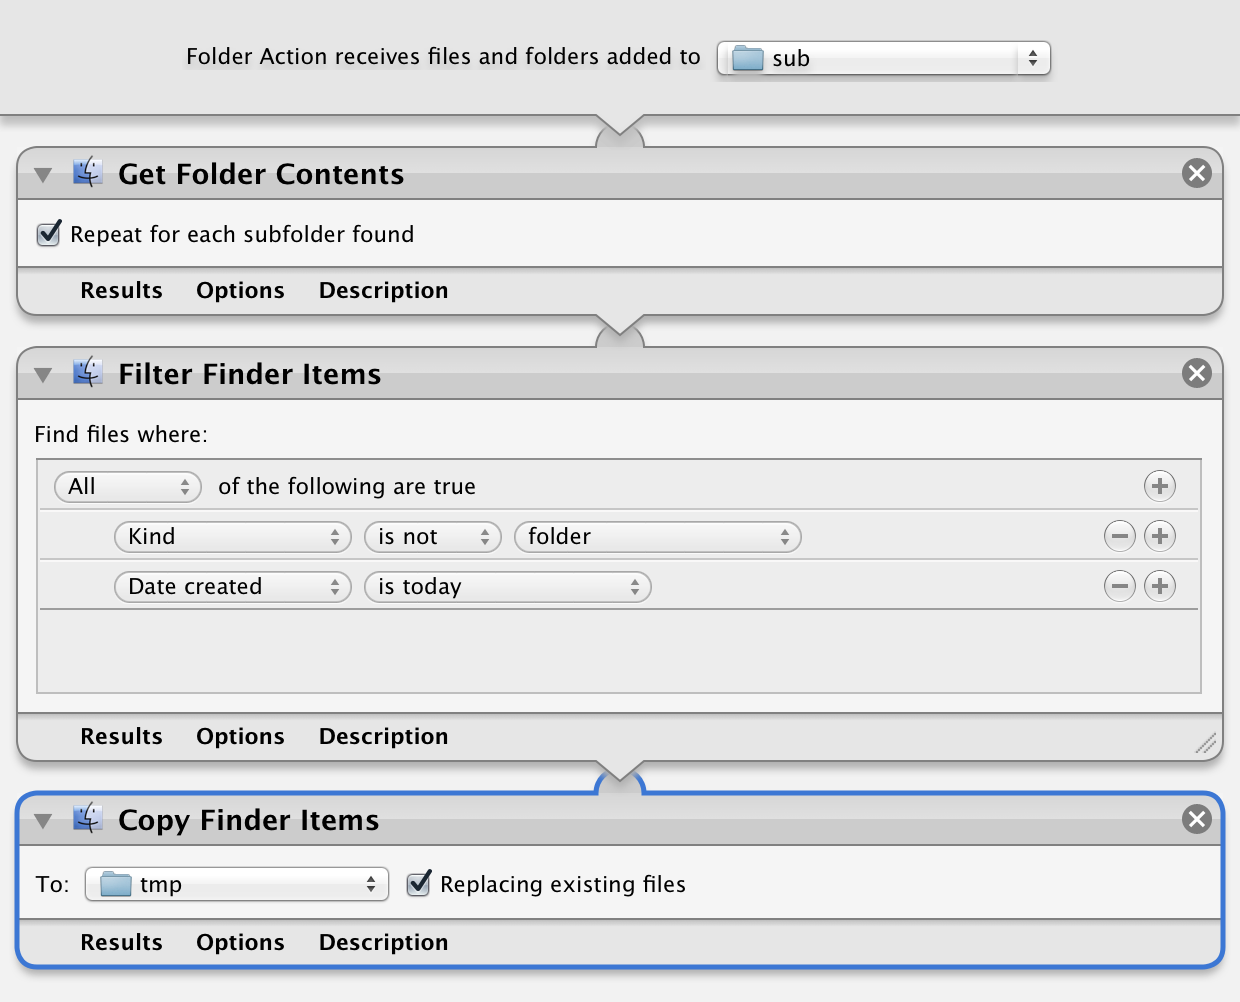 Folder Action receives files and folders added to sub
Get Folder Contents
Repeat for each subfolder found
Results Options Description
Filter Finder Items
Find files where:
All of the following are true
Kind is not folder
Date created is today
Results Options Description
Copy Finder Items
To: tmp Replacing existing files
Results Options Description